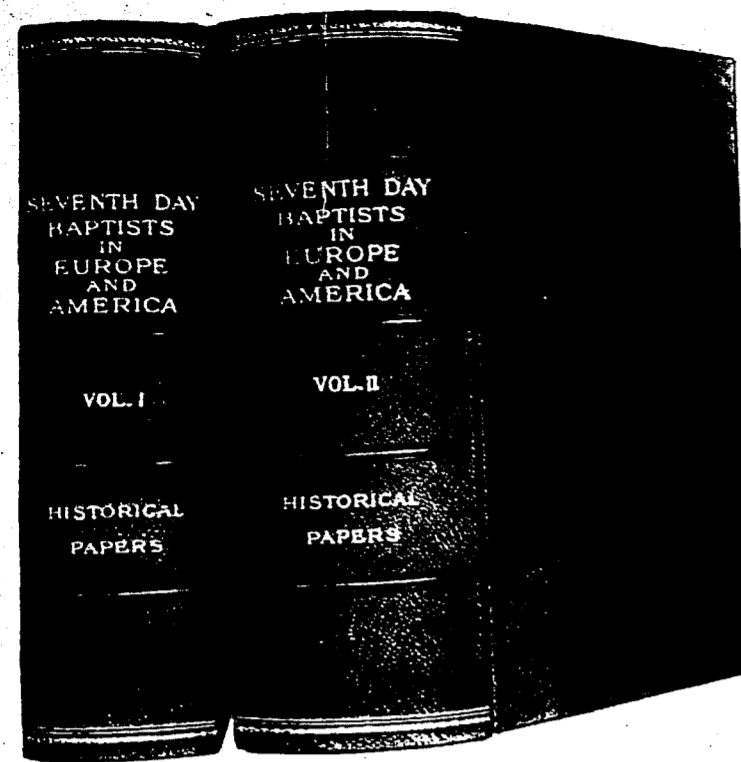 SEVENTH DAY
BAPTISTS
IN
EUROPE
AND
AMERICA
VOL. I
HISTORICAL
PAPERS
SEVENTH DAY
BAPTISTS
IN
EUROPE
AND
AMERICA
VOL. II
HISTORICAL
PAPERS